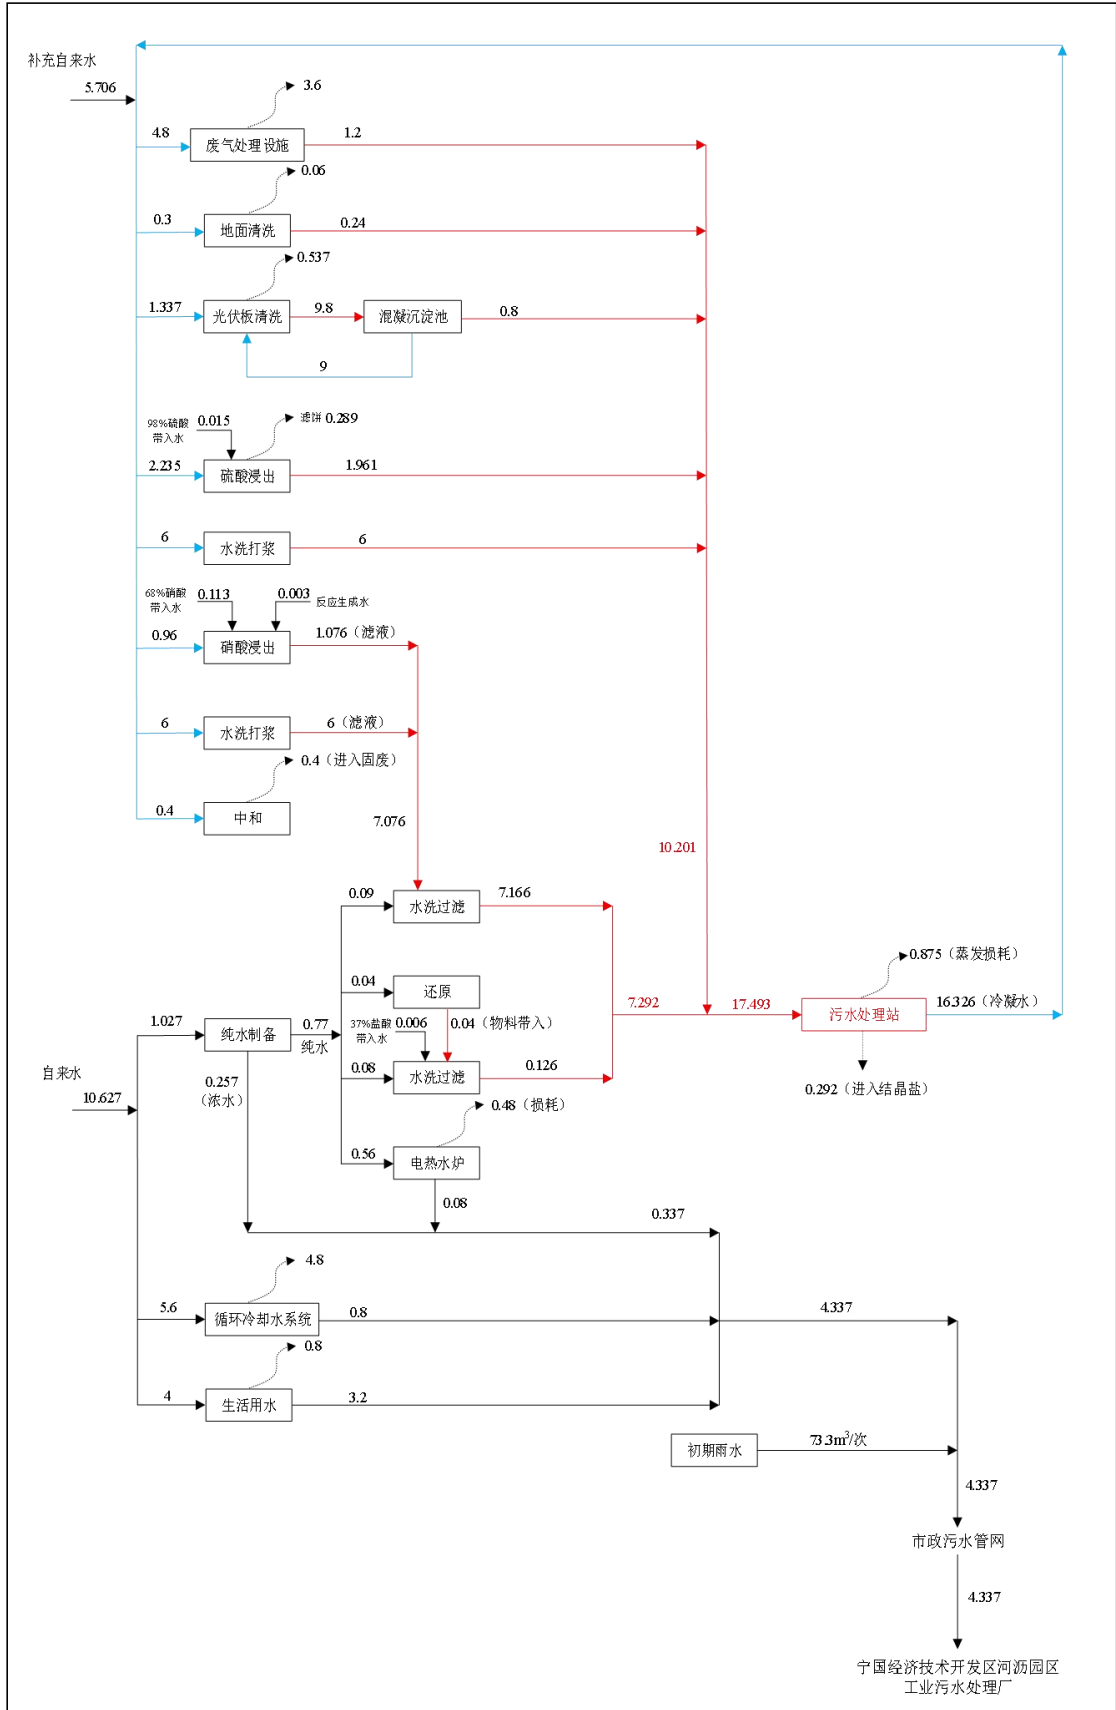 补充自来水
5.706
3.6
4.8
废气处理设施
1.2
0.06
0.3
地面清洗
0.24
0.537
1.337
光伏板清洗
9.8
混凝沉淀池
0.8
9
98%硫酸
带入水
0.015
滤饼 0.289
2.235
硫酸浸出
1.961
6
水洗打浆
6
68%硝酸
带入水
0.113
0.003
反应生成水
0.96
硝酸浸出
1.076（滤液）
6
水洗打浆
6（滤液）
0.4（进入固废）
0.4
中和
7.076
10.201
0.09
水洗过滤
7.166
0.875（蒸发损耗）
0.04
还原
7.292
17.493
污水处理站
16.326（冷凝水）
1.027
纯水制备
0.77
纯水
37%盐酸
带入水
0.006
0.04（物料带入）
0.08
水洗过滤
0.126
0.292（进入结晶盐）
自来水
10.627
0.257
（浓水）
0.48（损耗）
0.56
电热水炉
0.08
0.337
4.8
5.6
循环冷却水系统
0.8
4.337
0.8
4
生活用水
3.2
初期雨水
73.3m³/次
4.337
市政污水管网
4.337
宁国经济技术开发区河沥园区
工业污水处理厂